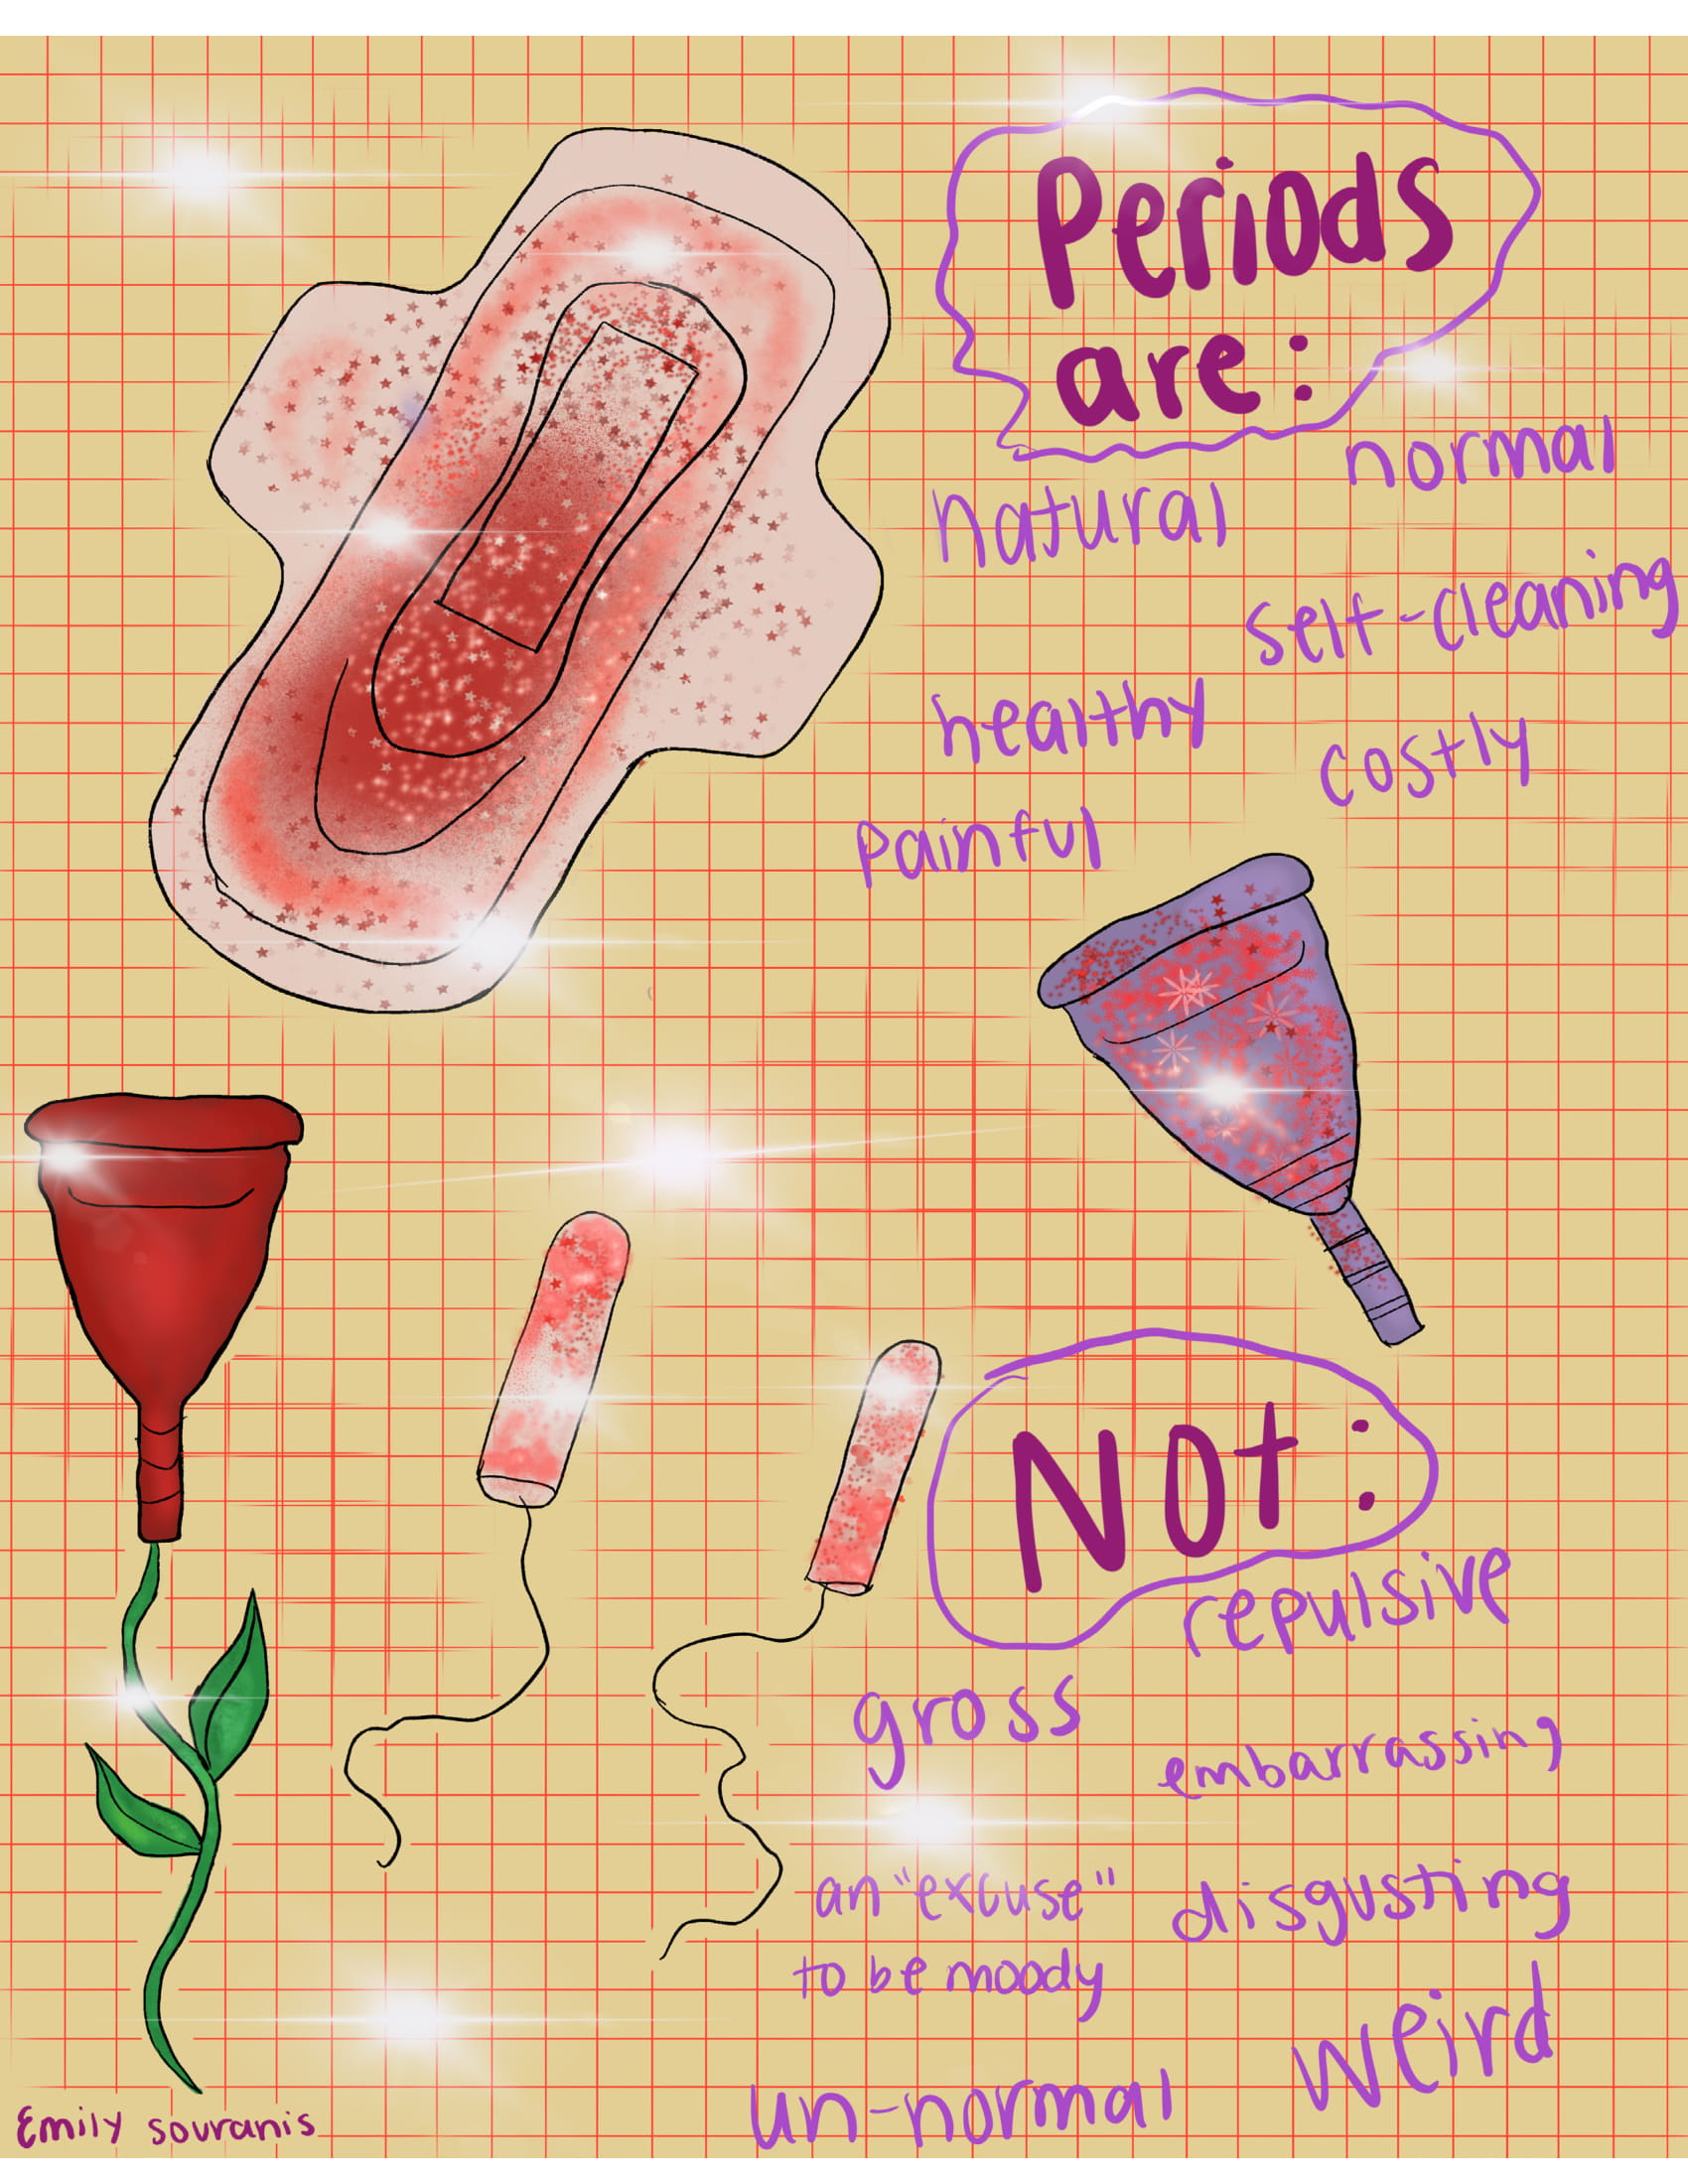 Periods
are:
normal
natural
self-cleaning
healthy
costly
painful
Not:
repulsive
gross
embarrassing
an "excuse"
to be moody
disgusting
weird
un-normal
Emily souranis